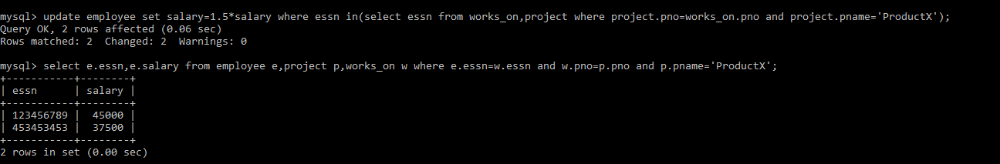 mysql> update employee set salary=1.5*salary where essn in(select essn from works_on,project where project.pno=works_on.pno and project.pname='ProductX');
Query OK, 2 rows affected (0.06 sec)
Rows matched: 2  Changed: 2  Warnings: 0

mysql> select e.essn,e.salary from employee e,project p,works_on w where e.essn=w.essn and w.pno=p.pno and p.pname='ProductX';
+-----------+--------+
| essn      | salary |
+-----------+--------+
| 123456789 |  45000 |
| 453453453 |  37500 |
+-----------+--------+
2 rows in set (0.00 sec)